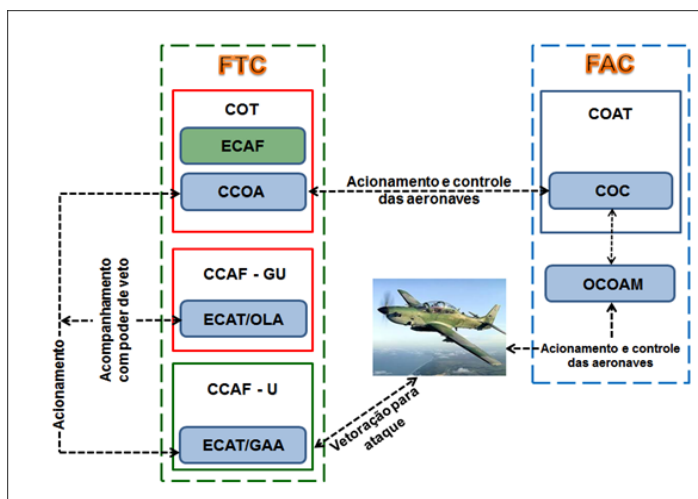 FTC
FAC
COT
ECAF
CCOA
COAT
COC
Acionamento e controle
das aeronaves
CCAF - GU
ECAT/OLA
OCOAM
Acionamento
Acompanhamento
com poder de veto
Acionamento e controle
das aeronaves
CCAF - U
ECAT/GAA
Vetoração para
ataque